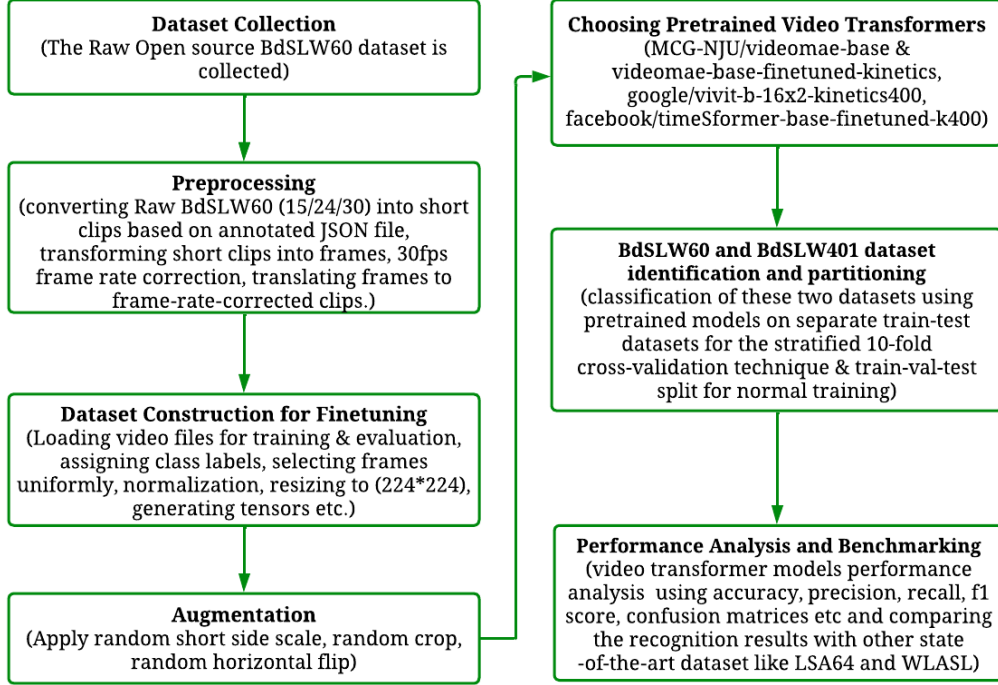 Dataset Collection
(The Raw Open source BdSLW60 dataset is
collected)
Preprocessing
(converting Raw BdSLW60 (15/24/30) into short
clips based on annotated JSON file,
transforming short clips into frames, 30fps
frame rate correction, translating frames to
frame-rate-corrected clips.)
Dataset Construction for Finetuning
(Loading video files for training & evaluation,
assigning class labels, selecting frames
uniformly, normalization, resizing to (224*224),
generating tensors etc.)
Augmentation
(Apply random short side scale, random crop,
random horizontal flip)
Choosing Pretrained Video Transformers
(MCG-NJU/videomae-base &
videomae-base-finetuned-kinetics,
google/vivit-b-16x2-kinetics400,
facebook/timeSformer-base-finetuned-k400)
BdSLW60 and BdSLW401 dataset
identification and partitioning
(classification of these two datasets using
pretrained models on separate train-test
datasets for the stratified 10-fold
cross-validation technique & train-val-test
split for normal training)
Performance Analysis and Benchmarking
(video transformer models performance
analysis using accuracy, precision, recall, f1
score, confusion matrices etc and comparing
the recognition results with other state
-of-the-art dataset like LSA64 and WLASL)